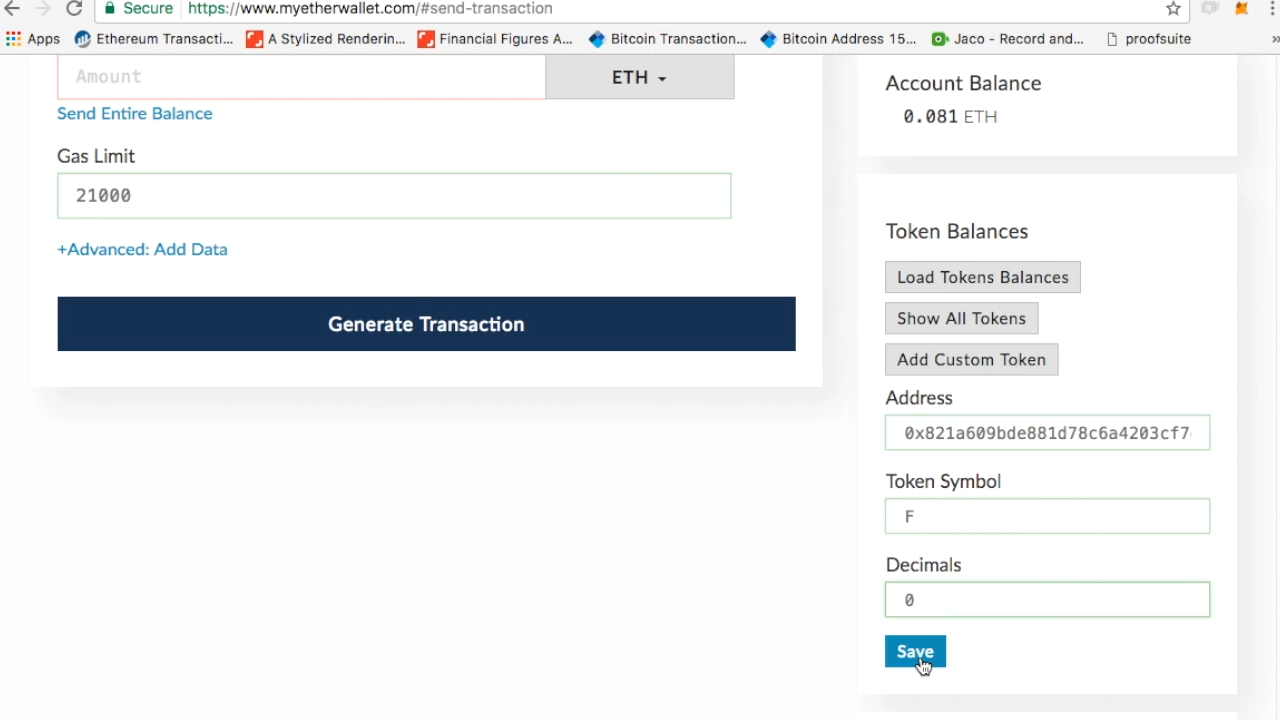 Secure https://www.myetherwallet.com/#send-transaction
Apps Ethereum Transacti... A Stylized Renderin... Financial Figures A... Bitcoin Transaction... Bitcoin Address 15... Jaco - Record and... proofsuite »
Amount ETH
Send Entire Balance
Gas Limit
21000
+Advanced: Add Data
Generate Transaction
Account Balance
0.081 ETH
Token Balances
Load Tokens Balances
Show All Tokens
Add Custom Token
Address
0x821a609bde881d78c6a4203cf7
Token Symbol
F
Decimals
0
Save